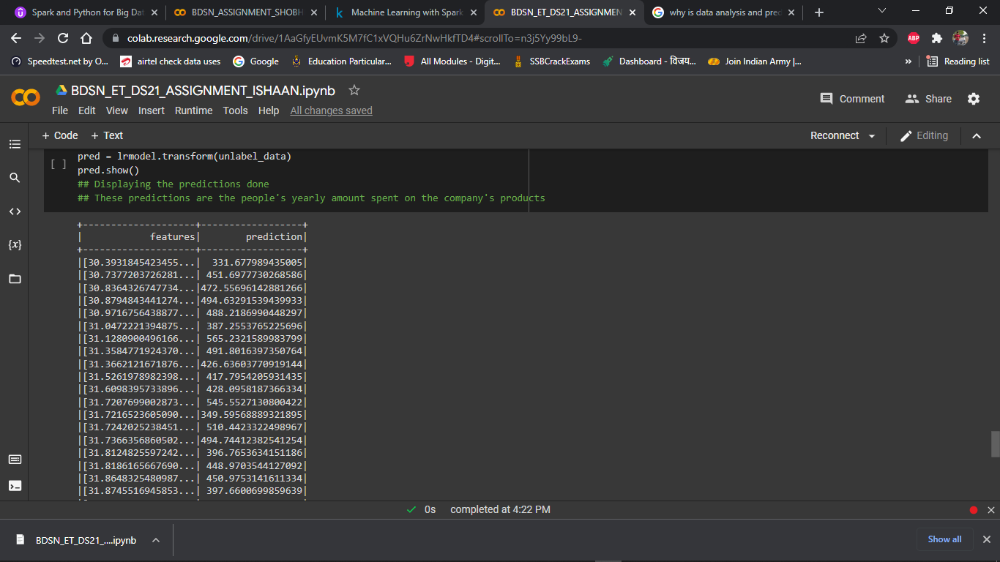 Spark and Python for Big Dat
BDSN_ASSIGNMENT_SHOBH
Machine Learning with Spark
BDSN_ET_DS21_ASSIGNMEN
why is data analysis and pred
colab.research.google.com/drive/1AaGfyEUvmK5M7fC1xVQHu6ZrNwHkfTD4#scrollTo=n3j5Yy99bL9-
ABP
Speedtest.net by O...
airtel check data uses
Google
Education Particular...
All Modules - Digit...
SSBCrackExams
Dashboard - विजय...
Join Indian Army |...
»
Reading list
BDSN_ET_DS21_ASSIGNMENT_ISHAAN.ipynb
Comment
Share
File Edit View Insert Runtime Tools Help All changes saved
+ Code + Text
Reconnect
Editing
[ ]
pred = lrmodel.transform(unlabel_data)
pred.show()
## Displaying the predictions done
## These predictions are the people's yearly amount spent on the company's products
+--------------------+------------------+
|            features|        prediction|
+--------------------+------------------+
|[30.3931845423455...|  331.677989435005|
|[30.7377203726281...| 451.6977730268586|
|[30.8364326747734...|472.55696142881266|
|[30.8794843441274...|494.63291539439933|
|[30.9716756438877...| 488.2186990448297|
|[31.0472221394875...| 387.2553765225696|
|[31.1280900496166...| 565.2321589983799|
|[31.3584771924370...| 491.8016397350764|
|[31.3662121671876...|426.63603770919144|
|[31.5261978982398...| 417.7954205931435|
|[31.6098395733896...| 428.0958187366334|
|[31.7207699002873...| 545.5527130800422|
|[31.7216523605090...|349.59568889321895|
|[31.7242025238451...| 510.4423322498967|
|[31.7366356860502...|494.74412382541254|
|[31.8124825597242...| 396.7653634151186|
|[31.8186165667690...| 448.9703544127092|
|[31.8648325480987...| 450.9753141611334|
|[31.8745516945853...| 397.6600699859639|
{x}
0s completed at 4:22 PM
BDSN_ET_DS21_....ipynb
Show all